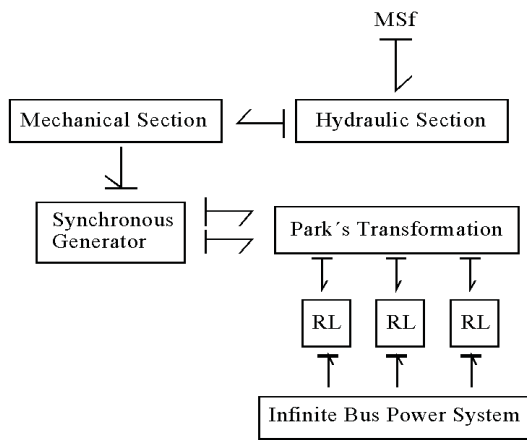 MSf
Mechanical Section
Hydraulic Section
Synchronous
Generator
Park´s Transformation
RL
RL
RL
Infinite Bus Power System